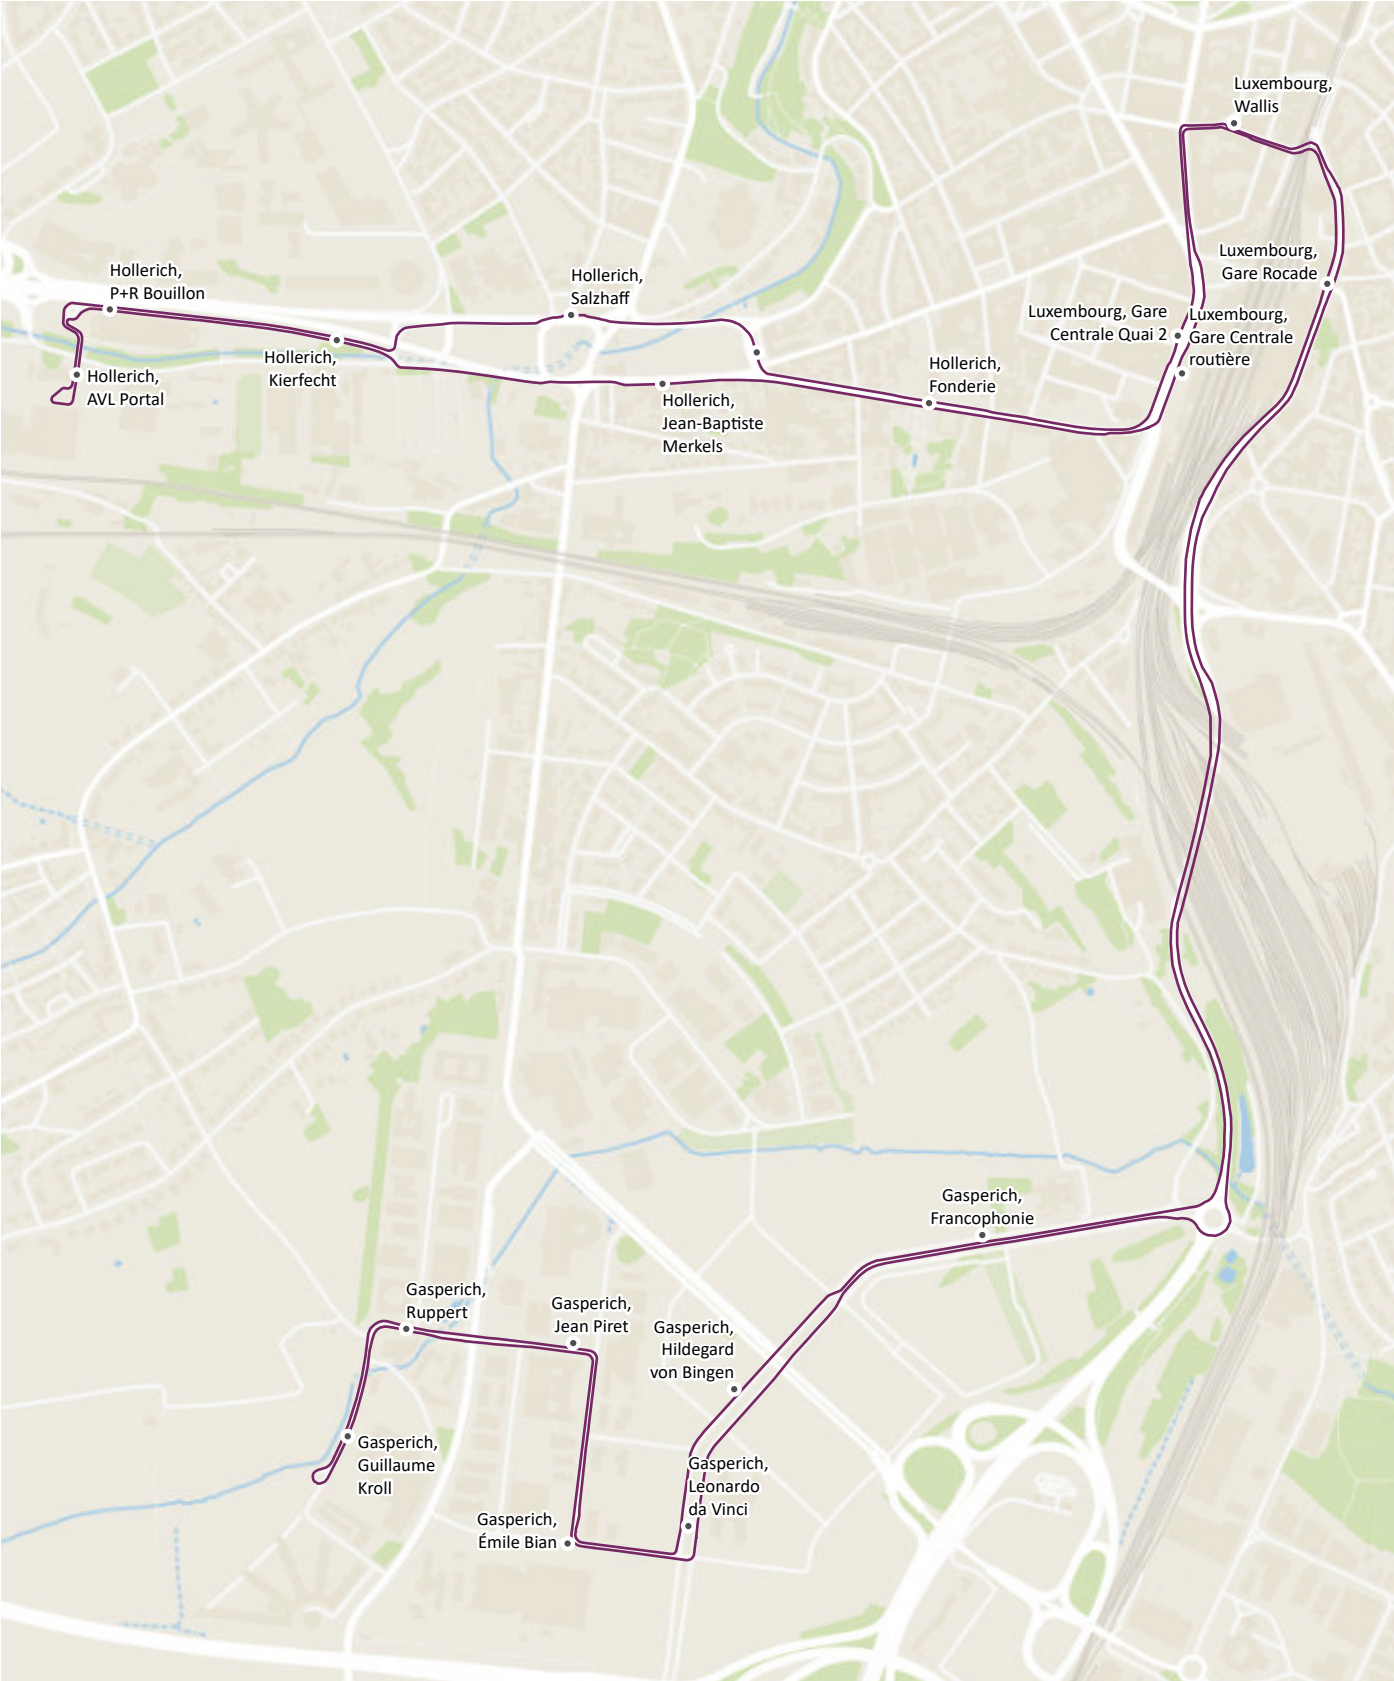 Luxembourg,
Wallis
Luxembourg,
Gare Rocade
Hollerich,
P+R Bouillon
Hollerich,
Salzhaff
Luxembourg, Gare
Centrale Quai 2
Luxembourg,
Gare Centrale
routière
Hollerich,
Kierfecht
Hollerich,
Fonderie
Hollerich,
AVL Portal
Hollerich,
Jean-Baptiste
Merkels
Gasperich,
Francophonie
Gasperich,
Ruppert
Gasperich,
Jean Piret
Gasperich,
Hildegard
von Bingen
Gasperich,
Guillaume
Kroll
Gasperich,
Leonardo
da Vinci
Gasperich,
Émile Bian